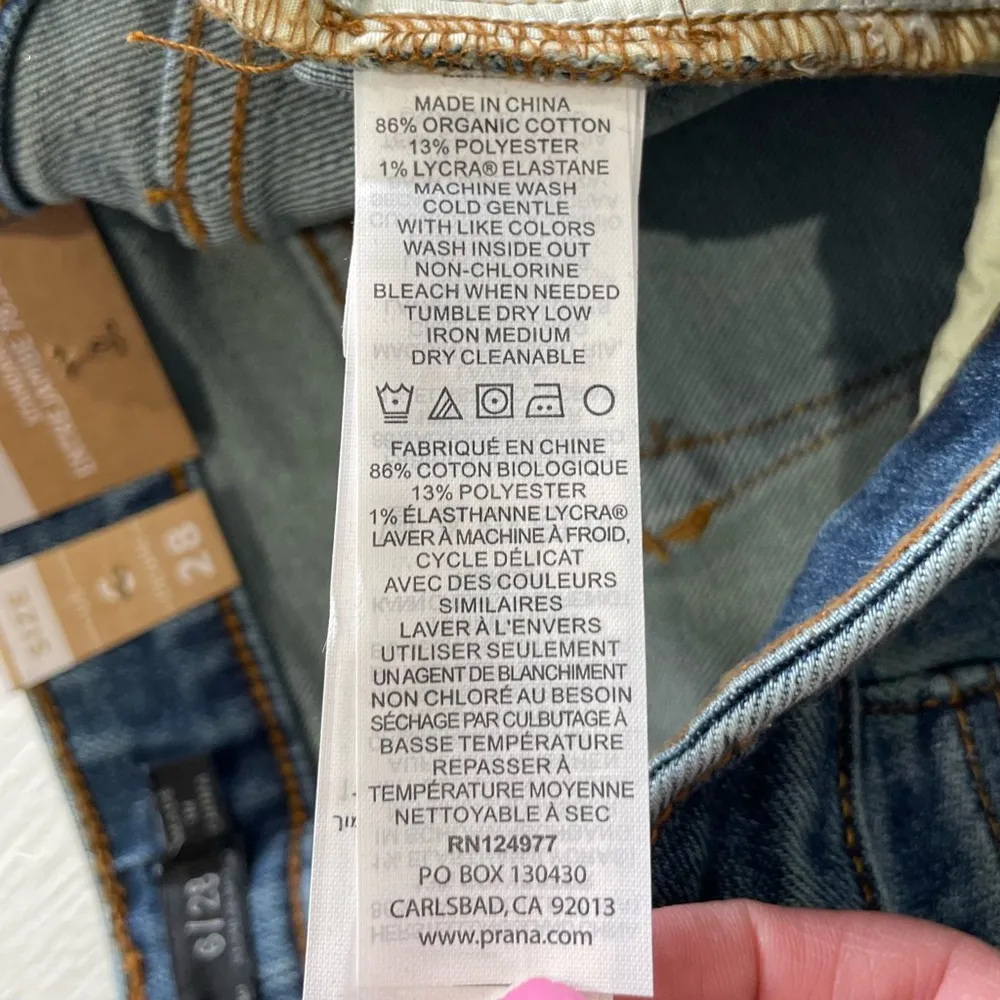 MADE IN CHINA
86% ORGANIC COTTON
13% POLYESTER
1% LYCRA® ELASTANE
MACHINE WASH
COLD GENTLE
WITH LIKE COLORS
WASH INSIDE OUT
NON-CHLORINE
BLEACH WHEN NEEDED
TUMBLE DRY LOW
IRON MEDIUM
DRY CLEANABLE
FABRIQUÉ EN CHINE
86% COTON BIOLOGIQUE
13% POLYESTER
1% ÉLASTHANNE LYCRA®
LAVER À MACHINE À FROID,
CYCLE DÉLICAT
AVEC DES COULEURS
SIMILAIRES
LAVER À L'ENVERS
UTILISER SEULEMENT
UN AGENT DE BLANCHIMENT
NON CHLORÉ AU BESOIN
SÉCHAGE PAR CULBUTAGE À
BASSE TEMPÉRATURE
REPASSER À
TEMPÉRATURE MOYENNE
NETTOYABLE À SEC
RN124977
PO BOX 130430
CARLSBAD, CA 92013
www.prana.com
SIZE
6
28
6/28